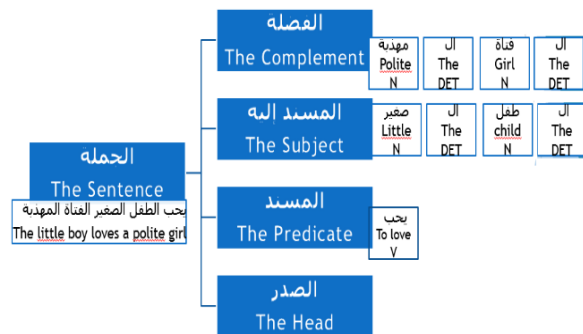 الفضلة
The Complement
مهذبة
Polite
N
ال
The
DET
فتاة
Girl
N
ال
The
DET
المسند إليه
The Subject
صغير
Little
N
ال
The
DET
طفل
child
N
ال
The
DET
الجملة
The Sentence
يحب الطفل الصغير الفتاة المهذبة
The little boy loves a polite girl
المسند
The Predicate
يحب
To love
V
الصدر
The Head